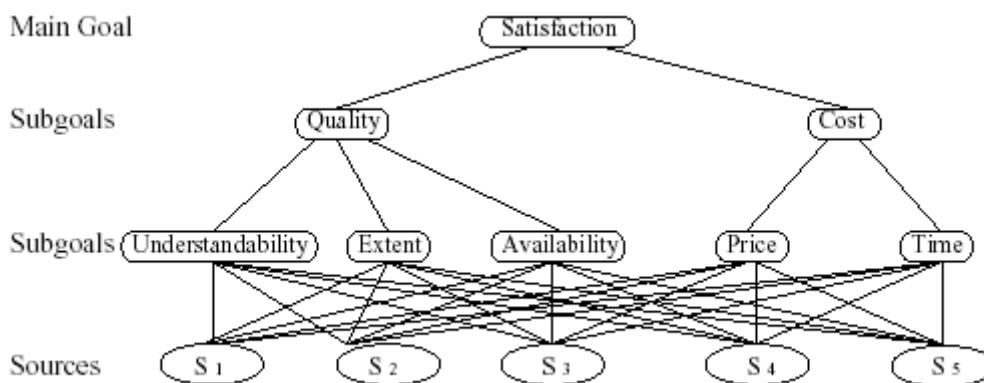 Main Goal Satisfaction
Subgoals Quality Cost
Subgoals Understandability Extent Availability Price Time
Sources S 1 S 2 S 3 S 4 S 5